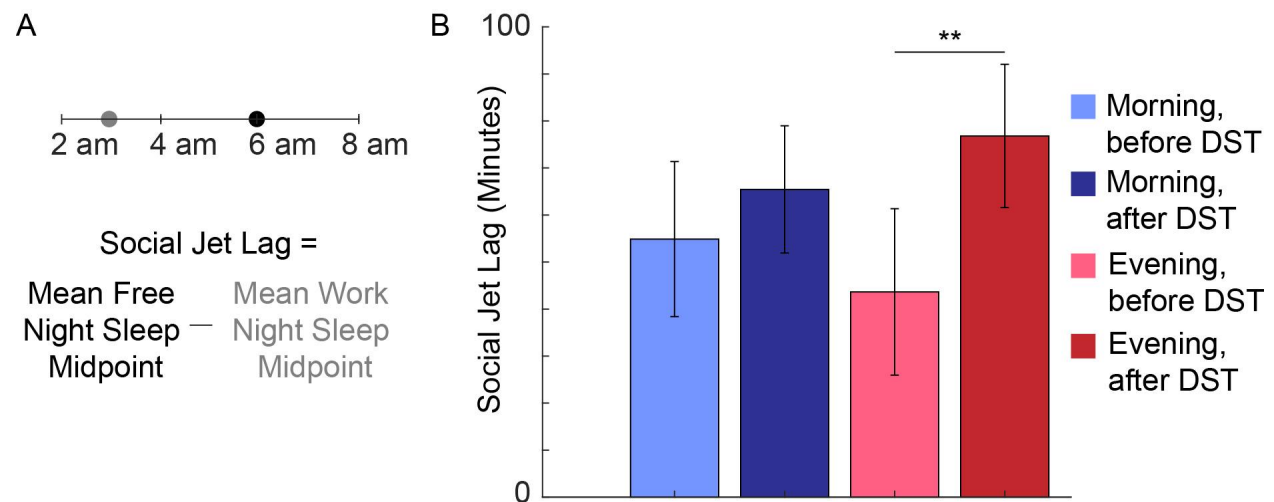 A
2 am 4 am 6 am 8 am
Social Jet Lag =
Mean Free
Night Sleep
Midpoint
—
Mean Work
Night Sleep
Midpoint
B
100
0
Social Jet Lag (Minutes)
**
Morning,
before DST
Morning,
after DST
Evening,
before DST
Evening,
after DST